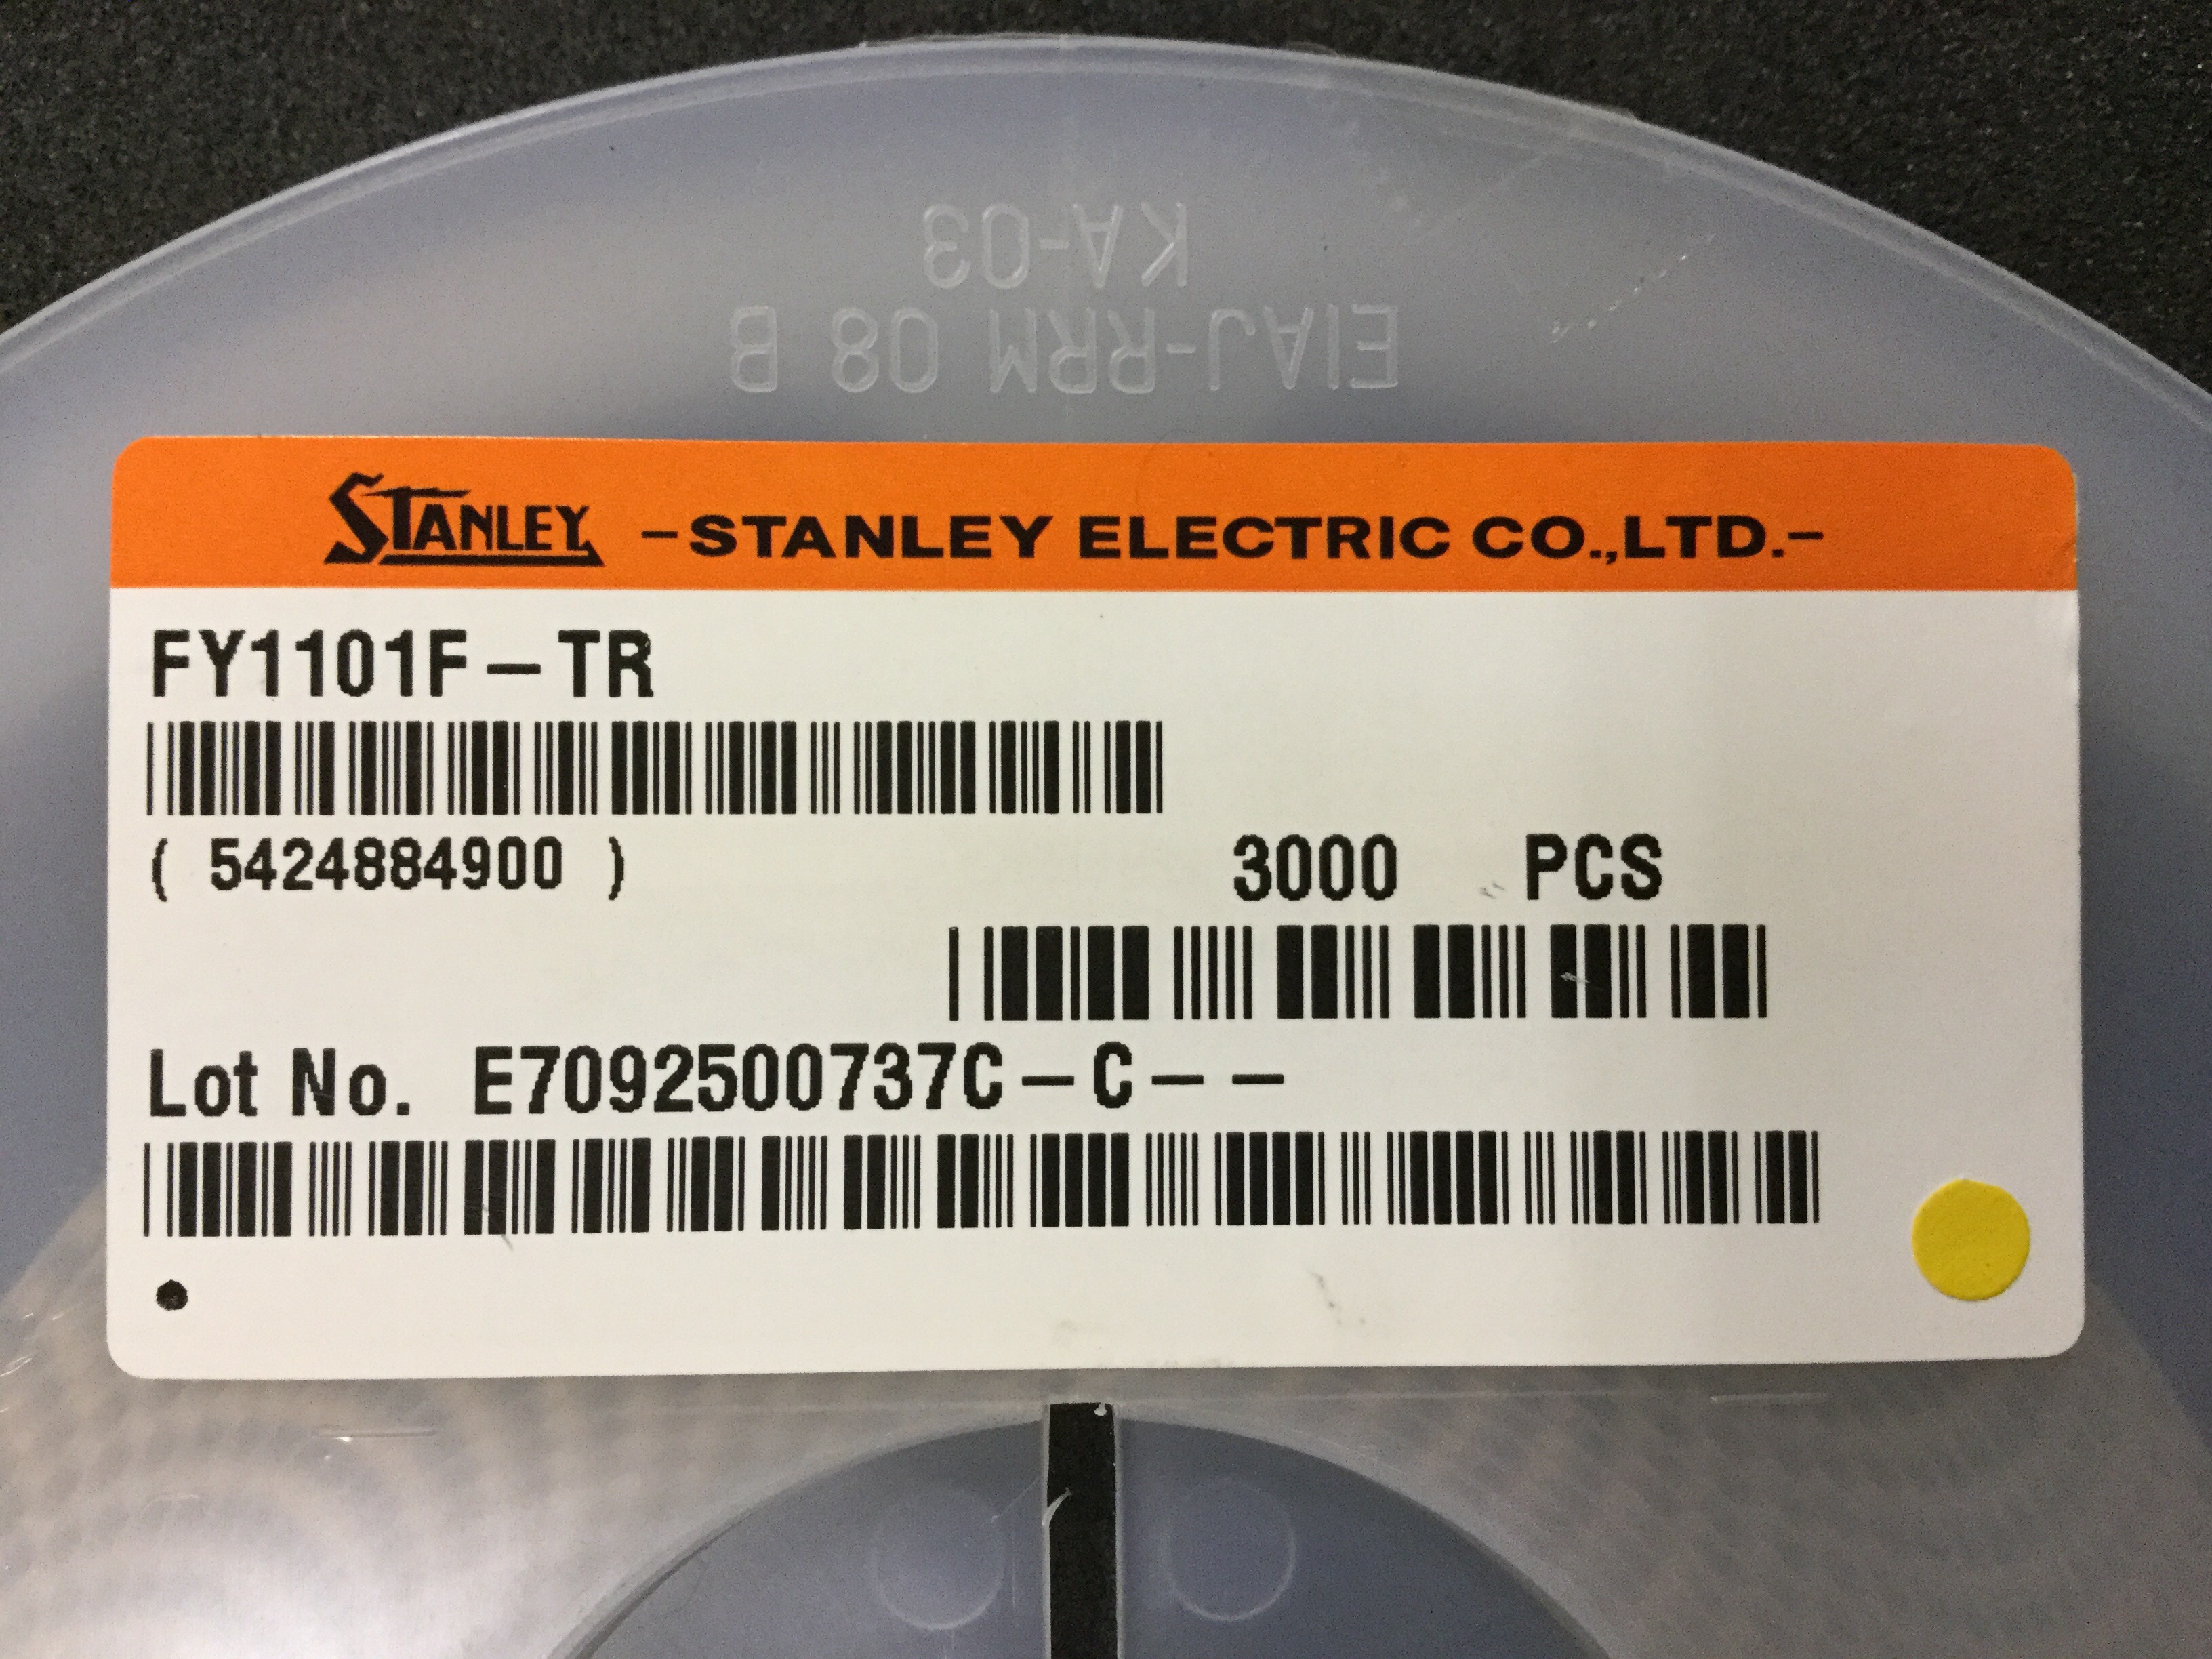 KA-03
EIAJ-RRM 08 B
STANLEY -STANLEY ELECTRIC CO.,LTD.-
FY1101F-TR
( 5424884900 ) 3000 PCS
Lot No. E7092500737C-C--